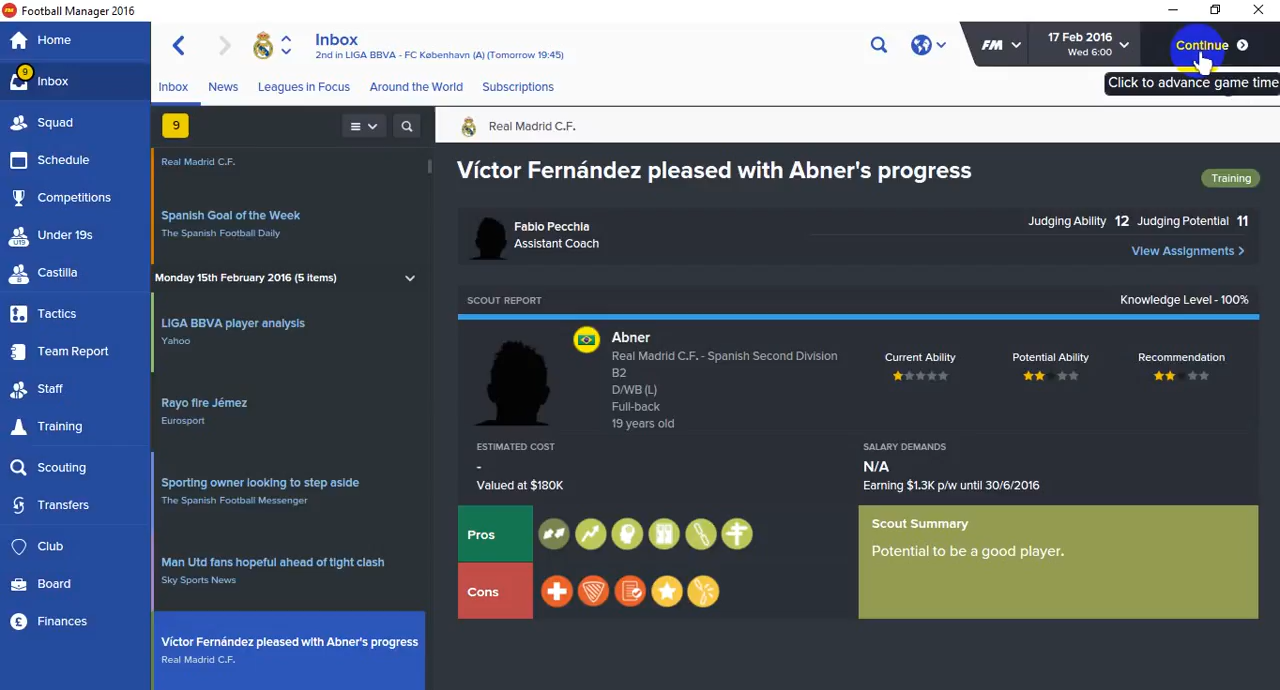 Football Manager 2016
Home
9
Inbox
Squad
Schedule
Competitions
Under 19s
Castilla
Tactics
Team Report
Staff
Training
Scouting
Transfers
Club
Board
Finances
Inbox
2nd in LIGA BBVA - FC København (A) (Tomorrow 19:45)
FM
17 Feb 2016
Wed 6:00
Continue
Click to advance game time
Inbox News Leagues in Focus Around the World Subscriptions
9
Real Madrid C.F.
Spanish Goal of the Week
The Spanish Football Daily
Monday 15th February 2016 (5 items)
LIGA BBVA player analysis
Yahoo
Rayo fire Jémez
Eurosport
Sporting owner looking to step aside
The Spanish Football Messenger
Man Utd fans hopeful ahead of tight clash
Sky Sports News
Víctor Fernández pleased with Abner's progress
Real Madrid C.F.
Real Madrid C.F.
Víctor Fernández pleased with Abner's progress
Training
Fabio Pecchia
Assistant Coach
Judging Ability 12 Judging Potential 11
View Assignments >
SCOUT REPORT
Knowledge Level - 100%
Abner
Real Madrid C.F. - Spanish Second Division
B2
D/WB (L)
Full-back
19 years old
Current Ability
Potential Ability
Recommendation
ESTIMATED COST
-
Valued at $180K
SALARY DEMANDS
N/A
Earning $1.3K p/w until 30/6/2016
Pros
Cons
Scout Summary
Potential to be a good player.